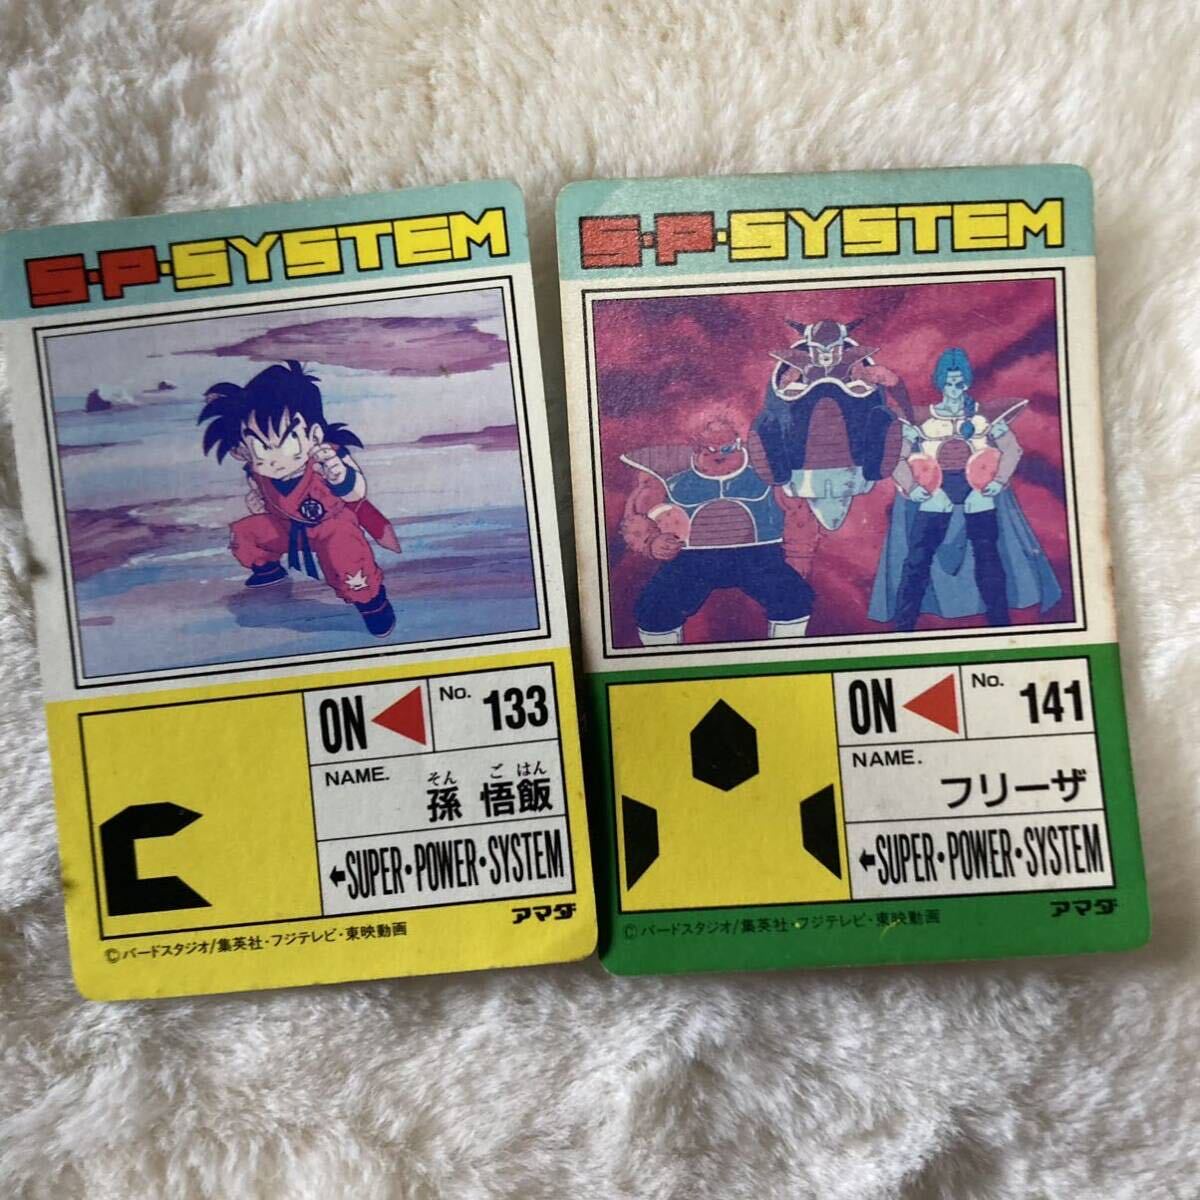 S·P·SYSTEM
ON
No. 133
NAME.
そん ご はん
孫 悟飯
←SUPER·POWER·SYSTEM
アマダ
©バードスタジオ/集英社・フジテレビ・東映動画
S·P·SYSTEM
ON
No. 141
NAME.
フリーザ
←SUPER·POWER·SYSTEM
アマダ
©バードスタジオ/集英社・フジテレビ・東映動画